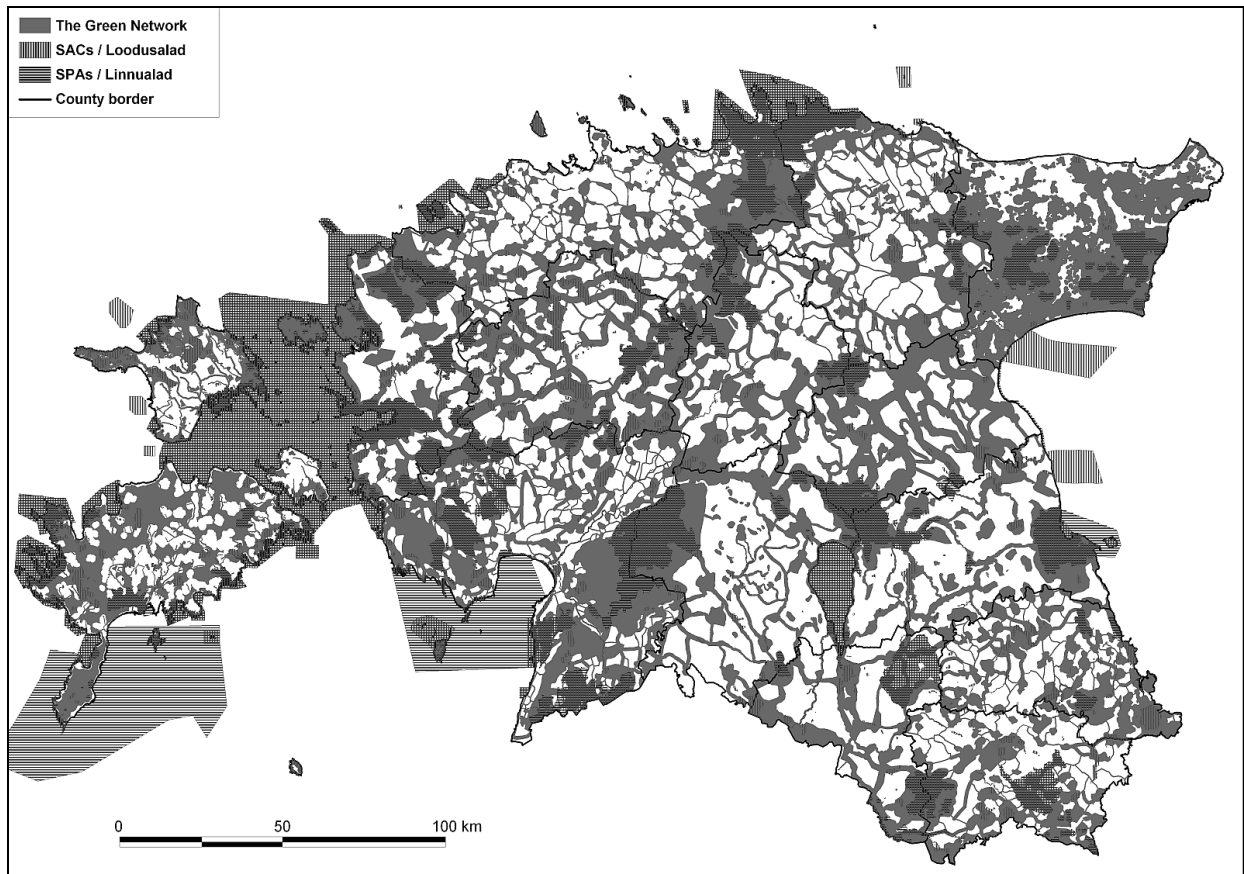 The Green Network
SACs / Loodusalad
SPAs / Linnualad
County border
0 50 100 km